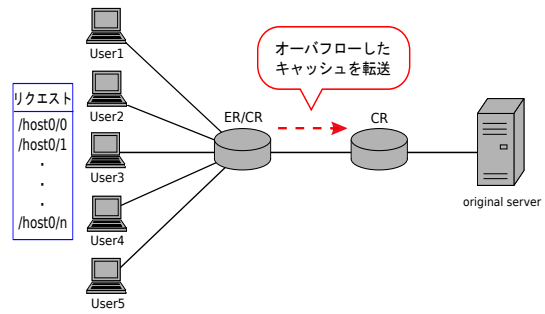 オーバフローした
キャッシュを転送
User1
リクエスト
/host0/0
/host0/1
・
・
・
/host0/n
User2
ER/CR
CR
User3
original server
User4
User5